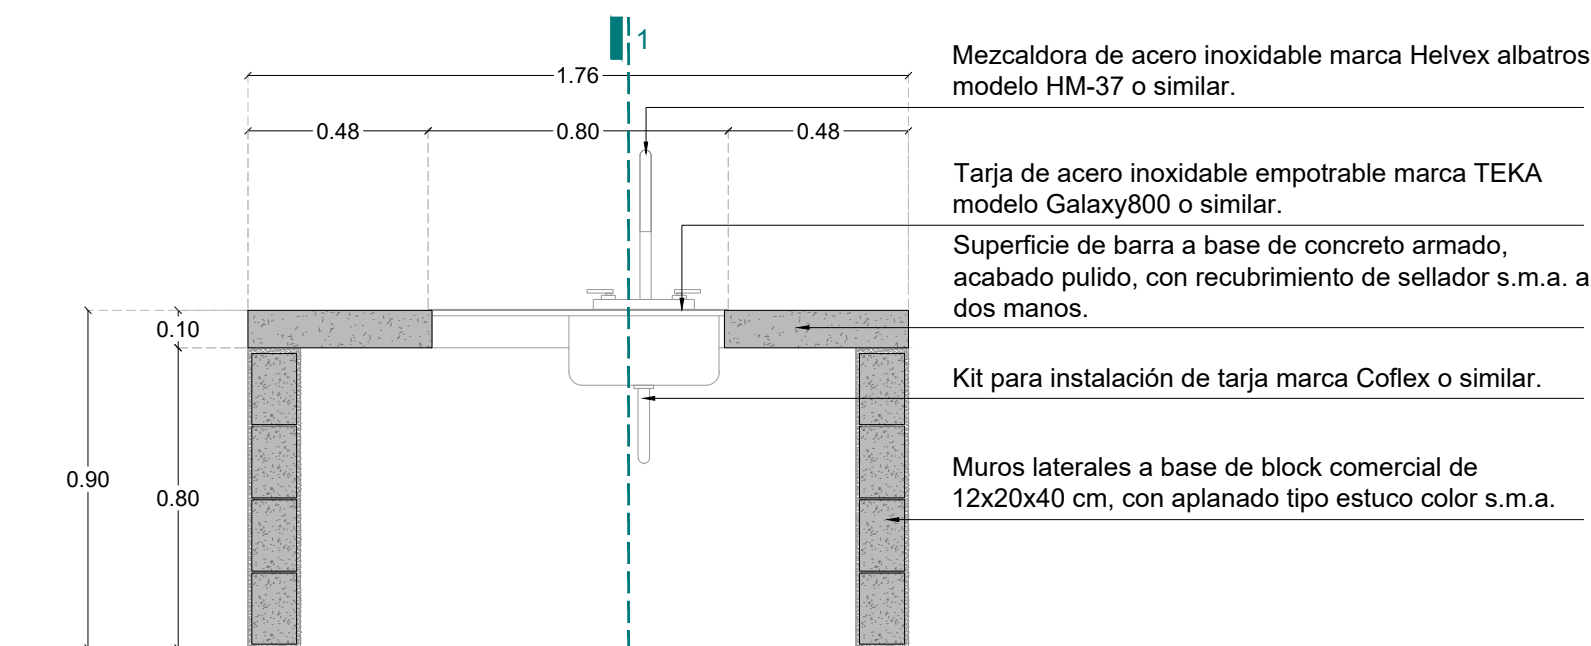 1
1.76
0.48
0.80
0.48
0.10
0.90
0.80
Mezcaldora de acero inoxidable marca Helvex albatros
modelo HM-37 o similar.
Tarja de acero inoxidable empotrable marca TEKA
modelo Galaxy800 o similar.
Superficie de barra a base de concreto armado,
acabado pulido, con recubrimiento de sellador s.m.a. a
dos manos.
Kit para instalación de tarja marca Coflex o similar.
Muros laterales a base de block comercial de
12x20x40 cm, con aplanado tipo estuco color s.m.a.